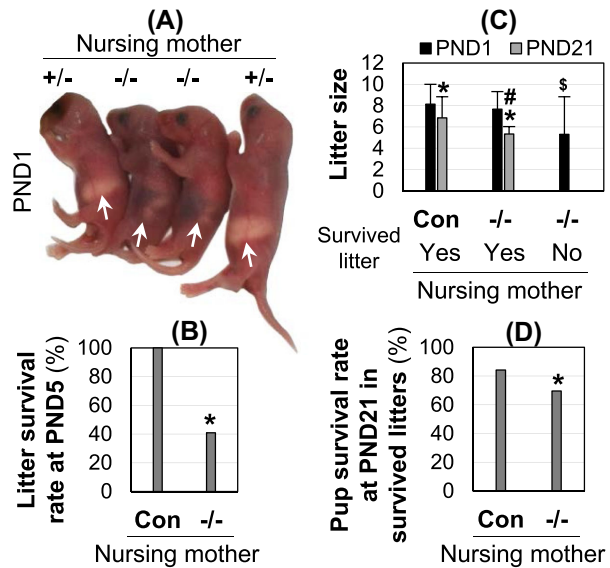 (A)
Nursing mother
+/- -/- -/- +/-
PND1
(C)
PND1 PND21
Litter size
12
10
8
6
4
2
0
* # * $
Con -/- -/-
Survived
litter
Yes Yes No
Nursing mother
(B)
Litter survival
rate at PND5 (%)
100
80
60
40
20
0
*
Con -/-
Nursing mother
(D)
Pup survival rate
at PND21 in
survived litters (%)
100
80
60
40
20
0
*
Con -/-
Nursing mother